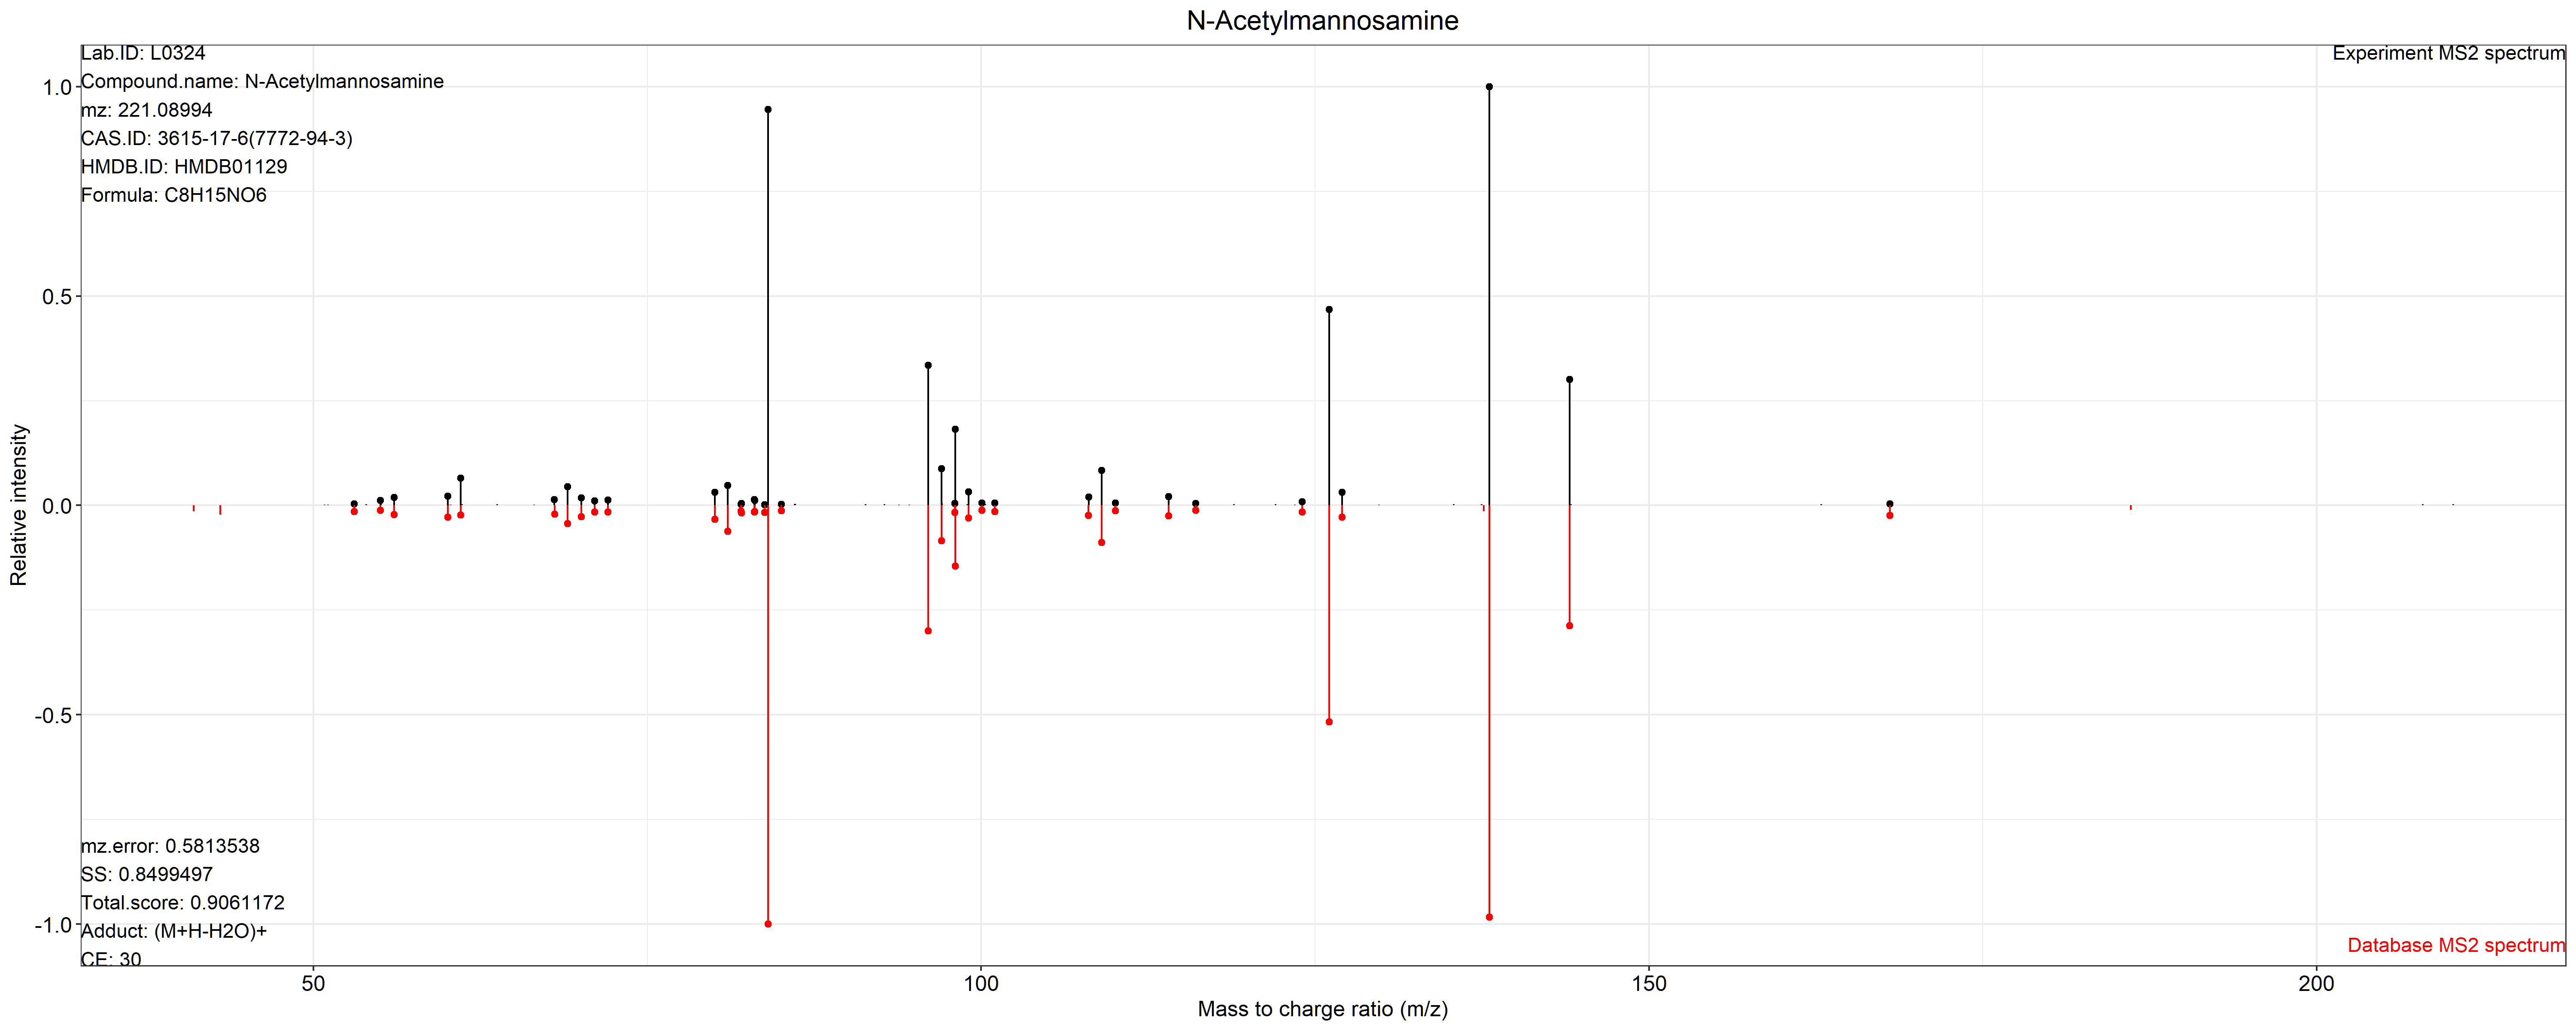 N-Acetylmannosamine
Lab.ID: L0324
Experiment MS2 spectrum
Compound.name: N-Acetylmannosamine
mz: 221.08994
CAS.ID: 3615-17-6(7772-94-3)
HMDB.ID: HMDB01129
Formula: C8H15NO6
1.0
0.5
0.0
-0.5
-1.0
Relative intensity
mz.error: 0.5813538
SS: 0.8499497
Total.score: 0.9061172
Adduct: (M+H-H2O)+
CE: 30
Database MS2 spectrum
50
100
150
200
Mass to charge ratio (m/z)